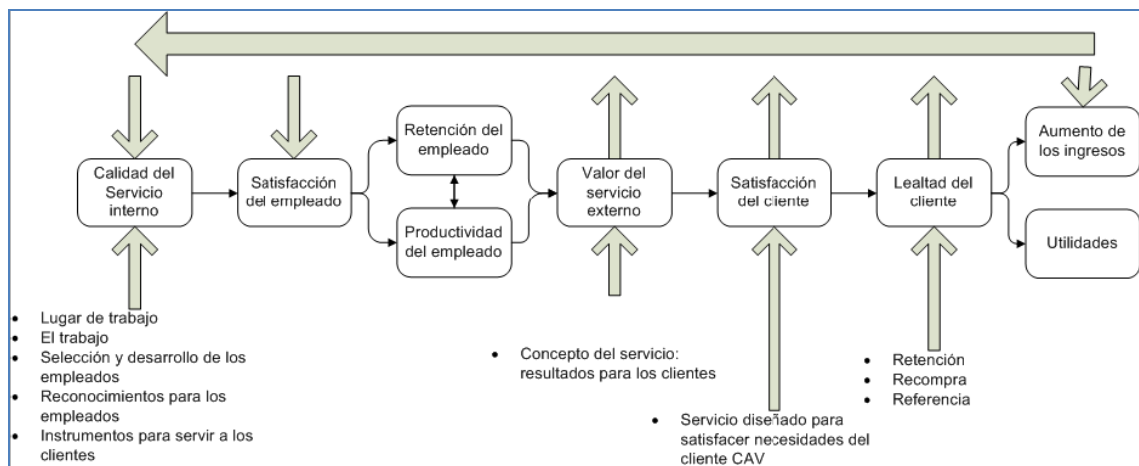 Calidad del
Servicio
interno
Satisfacción
del empleado
Retención del
empleado
Productividad
del empleado
Valor del
servicio
externo
Satisfacción
del cliente
Lealtad del
cliente
Aumento de
los ingresos
Utilidades
• Lugar de trabajo
• El trabajo
• Selección y desarrollo de los
empleados
• Reconocimientos para los
empleados
• Instrumentos para servir a los
clientes
• Concepto del servicio:
resultados para los clientes
• Servicio diseñado para
satisfacer necesidades del
cliente CAV
• Retención
• Recompra
• Referencia